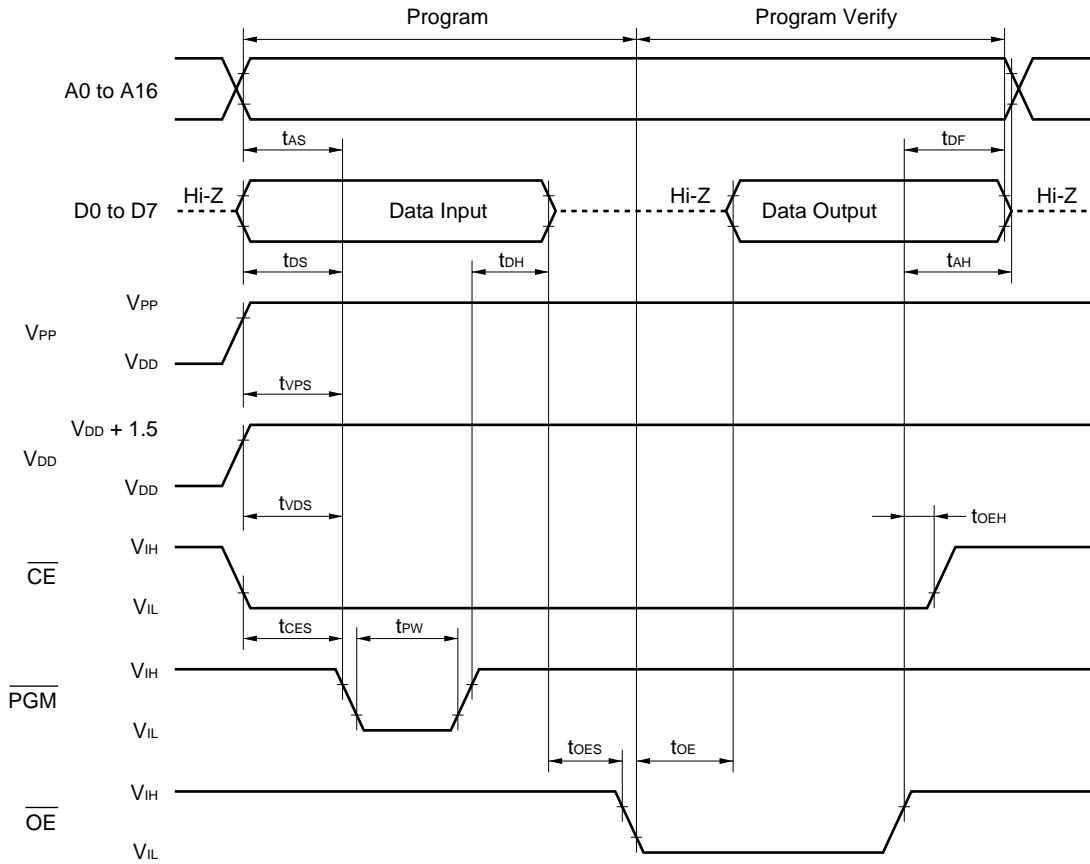 Program
Program Verify
A0 to A16
tAS
tDF
D0 to D7
Hi-Z
Data Input
Hi-Z
Data Output
Hi-Z
tDS
tDH
tAH
VPP
VPP
VDD
tVPS
VDD + 1.5
VDD
VDD
tVDS
tOEH
VIH
CE
VIL
tCES
tPW
VIH
PGM
VIL
tOES
tOE
VIH
OE
VIL